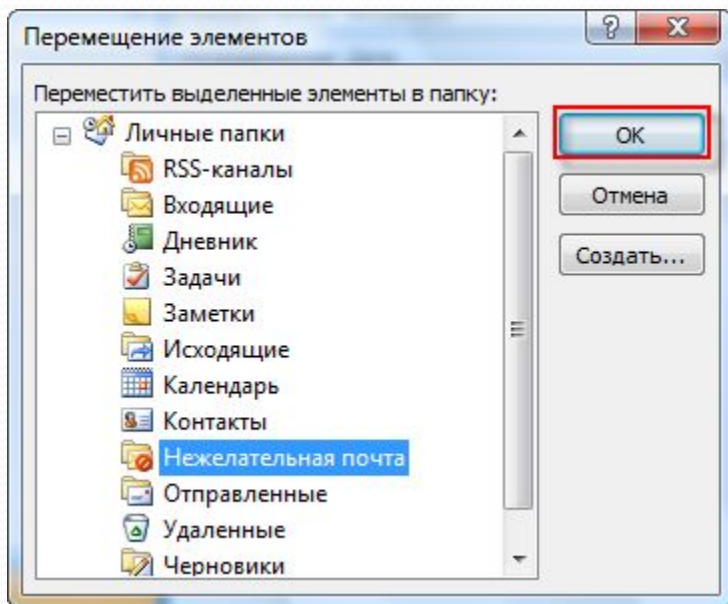 Перемещение элементов
Переместить выделенные элементы в папку:
Личные папки
RSS-каналы
Входящие
Дневник
Задачи
Заметки
Исходящие
Календарь
Контакты
Нежелательная почта
Отправленные
Удаленные
Черновики
ОК
Отмена
Создать...